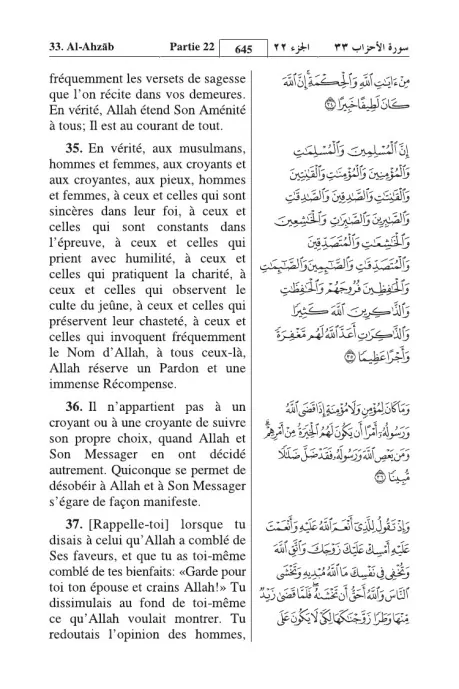 33. Al-Ahzāb Partie 22 645 الجزء ٢٢ سورة الأحزاب ٣٣
fréquemment les versets de sagesse
que l'on récite dans vos demeures.
En vérité, Allah étend Son Aménité
à tous; Il est au courant de tout.
35. En vérité, aux musulmans,
hommes et femmes, aux croyants et
aux croyantes, aux pieux, hommes
et femmes, à ceux et celles qui sont
sincères dans leur foi, à ceux et
celles qui sont constants dans
l'épreuve, à ceux et celles qui
prient avec humilité, à ceux et
celles qui pratiquent la charité, à
ceux et celles qui observent le
culte du jeûne, à ceux et celles qui
préservent leur chasteté, à ceux et
celles qui invoquent fréquemment
le Nom d'Allah, à tous ceux-là,
Allah réserve un Pardon et une
immense Récompense.
36. Il n'appartient pas à un
croyant ou à une croyante de suivre
son propre choix, quand Allah et
Son Messager en ont décidé
autrement. Quiconque se permet de
désobéir à Allah et à Son Messager
s'égare de façon manifeste.
37. [Rappelle-toi] lorsque tu
disais à celui qu'Allah a comblé de
Ses faveurs, et que tu as toi-même
comblé de tes bienfaits: «Garde pour
toi ton épouse et crains Allah!» Tu
dissimulais au fond de toi-même
ce qu'Allah voulait montrer. Tu
redoutais l'opinion des hommes,
مِنْ ءَايَٰتِ ٱللَّهِ وَٱلْحِكْمَةِ ۚ إِنَّ ٱللَّهَ
كَانَ لَطِيفًا خَبِيرًا ٣٤
إِنَّ ٱلْمُسْلِمِينَ وَٱلْمُسْلِمَٰتِ
وَٱلْمُؤْمِنِينَ وَٱلْمُؤْمِنَٰتِ وَٱلْقَٰنِتِينَ
وَٱلْقَٰنِتَٰتِ وَٱلصَّٰدِقِينَ وَٱلصَّٰدِقَٰتِ
وَٱلصَّٰبِرِينَ وَٱلصَّٰبِرَٰتِ وَٱلْخَٰشِعِينَ
وَٱلْخَٰشِعَٰتِ وَٱلْمُتَصَدِّقِينَ
وَٱلْمُتَصَدِّقَٰتِ وَٱلصَّٰٓئِمِينَ وَٱلصَّٰٓئِمَٰتِ
وَٱلْحَٰفِظِينَ فُرُوجَهُمْ وَٱلْحَٰفِظَٰتِ
وَٱلذَّٰكِرِينَ ٱللَّهَ كَثِيرًا
وَٱلذَّٰكِرَٰتِ أَعَدَّ ٱللَّهُ لَهُم مَّغْفِرَةً
وَأَجْرًا عَظِيمًا ٣٥
وَمَا كَانَ لِمُؤْمِنٍ وَلَا مُؤْمِنَةٍ إِذَا قَضَى ٱللَّهُ
وَرَسُولُهُۥٓ أَمْرًا أَن يَكُونَ لَهُمُ ٱلْخِيَرَةُ مِنْ أَمْرِهِمْ ۗ
وَمَن يَعْصِ ٱللَّهَ وَرَسُولَهُۥ فَقَدْ ضَلَّ ضَلَٰلًا
مُّبِينًا ٣٦
وَإِذْ تَقُولُ لِلَّذِىٓ أَنْعَمَ ٱللَّهُ عَلَيْهِ وَأَنْعَمْتَ
عَلَيْهِ أَمْسِكْ عَلَيْكَ زَوْجَكَ وَٱتَّقِ ٱللَّهَ
وَتُخْفِى فِى نَفْسِكَ مَا ٱللَّهُ مُبْدِيهِ وَتَخْشَى
ٱلنَّاسَ وَٱللَّهُ أَحَقُّ أَن تَخْشَىٰهُ ۖ فَلَمَّا قَضَىٰ زَيْدٌ
مِّنْهَا وَطَرًا زَوَّجْنَٰكَهَا لِكَىْ لَا يَكُونَ عَلَى